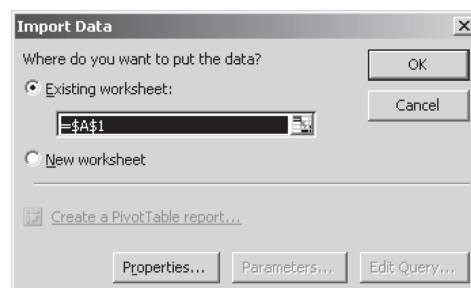 Import Data
Where do you want to put the data?
Existing worksheet:
=$A$1
New worksheet
Create a PivotTable report...
OK
Cancel
Properties...
Parameters...
Edit Query...